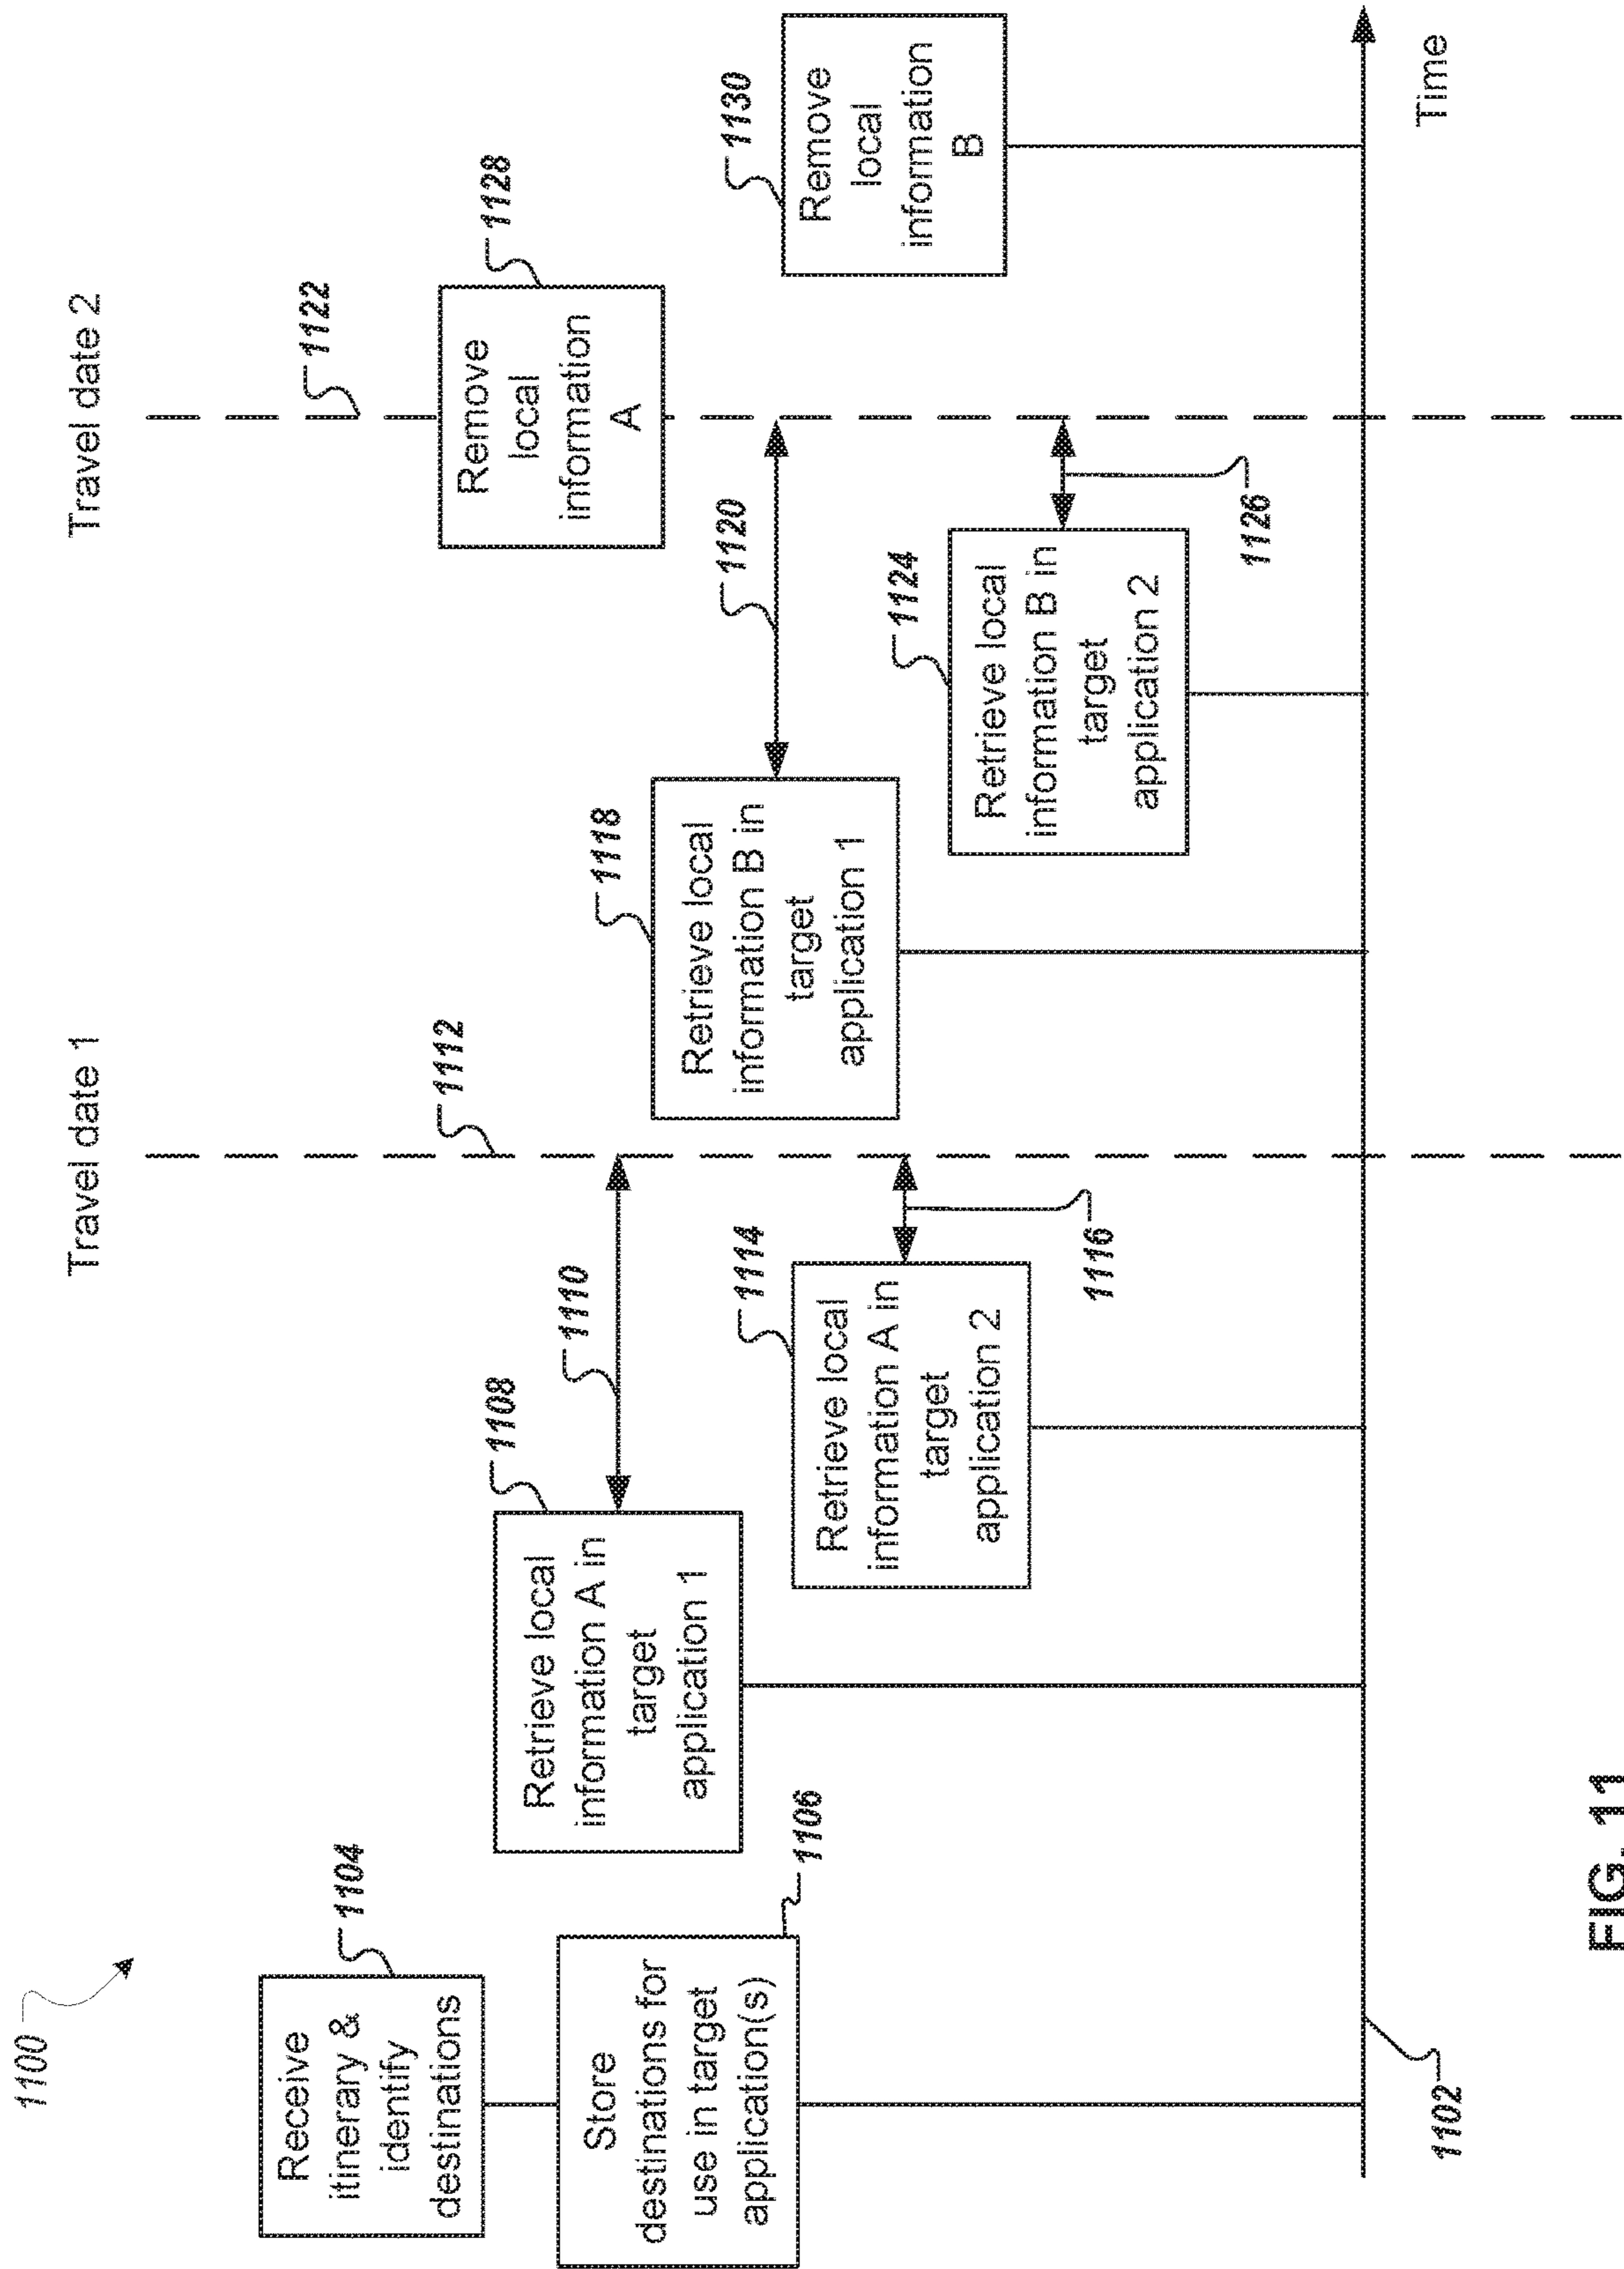 1100
Travel date 1
Travel date 2
Receive
itinerary &
identify
destinations
1104
Store
destinations for
use in target
application(s)
1106
Retrieve local
information A in
target
application 1
1108
1110
1112
Retrieve local
information A in
target
application 2
1114
1116
Retrieve local
information B in
target
application 1
1118
1120
1122
Retrieve local
information B in
target
application 2
1124
1126
Remove
local
information
A
1128
Remove
local
information
B
1130
1102
Time
FIG. 11